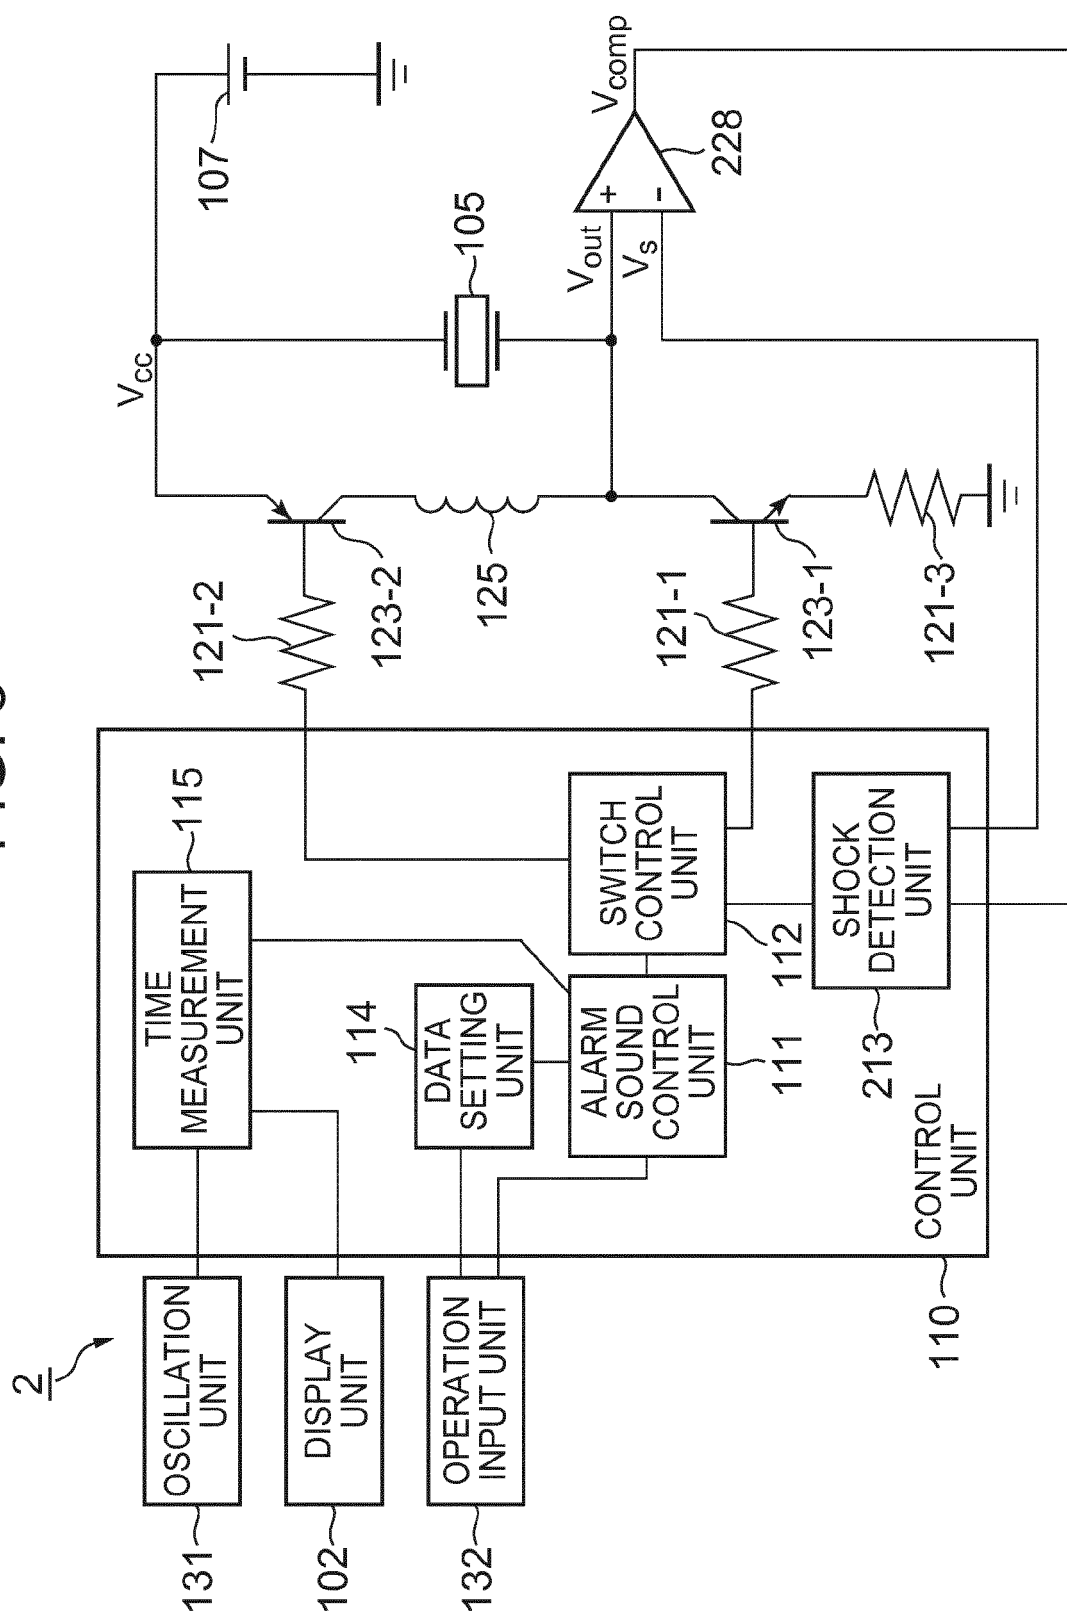 2
OSCILLATION
UNIT
131
DISPLAY
UNIT
102
OPERATION
INPUT UNIT
132
TIME
MEASUREMENT
UNIT
115
DATA
SETTING
UNIT
114
ALARM
SOUND
CONTROL
UNIT
111
SWITCH
CONTROL
UNIT
112
SHOCK
DETECTION
UNIT
213
CONTROL
UNIT
110
121-2
123-2
125
121-1
123-1
121-3
Vcc
107
105
Vout
Vs
+
-
Vcomp
228